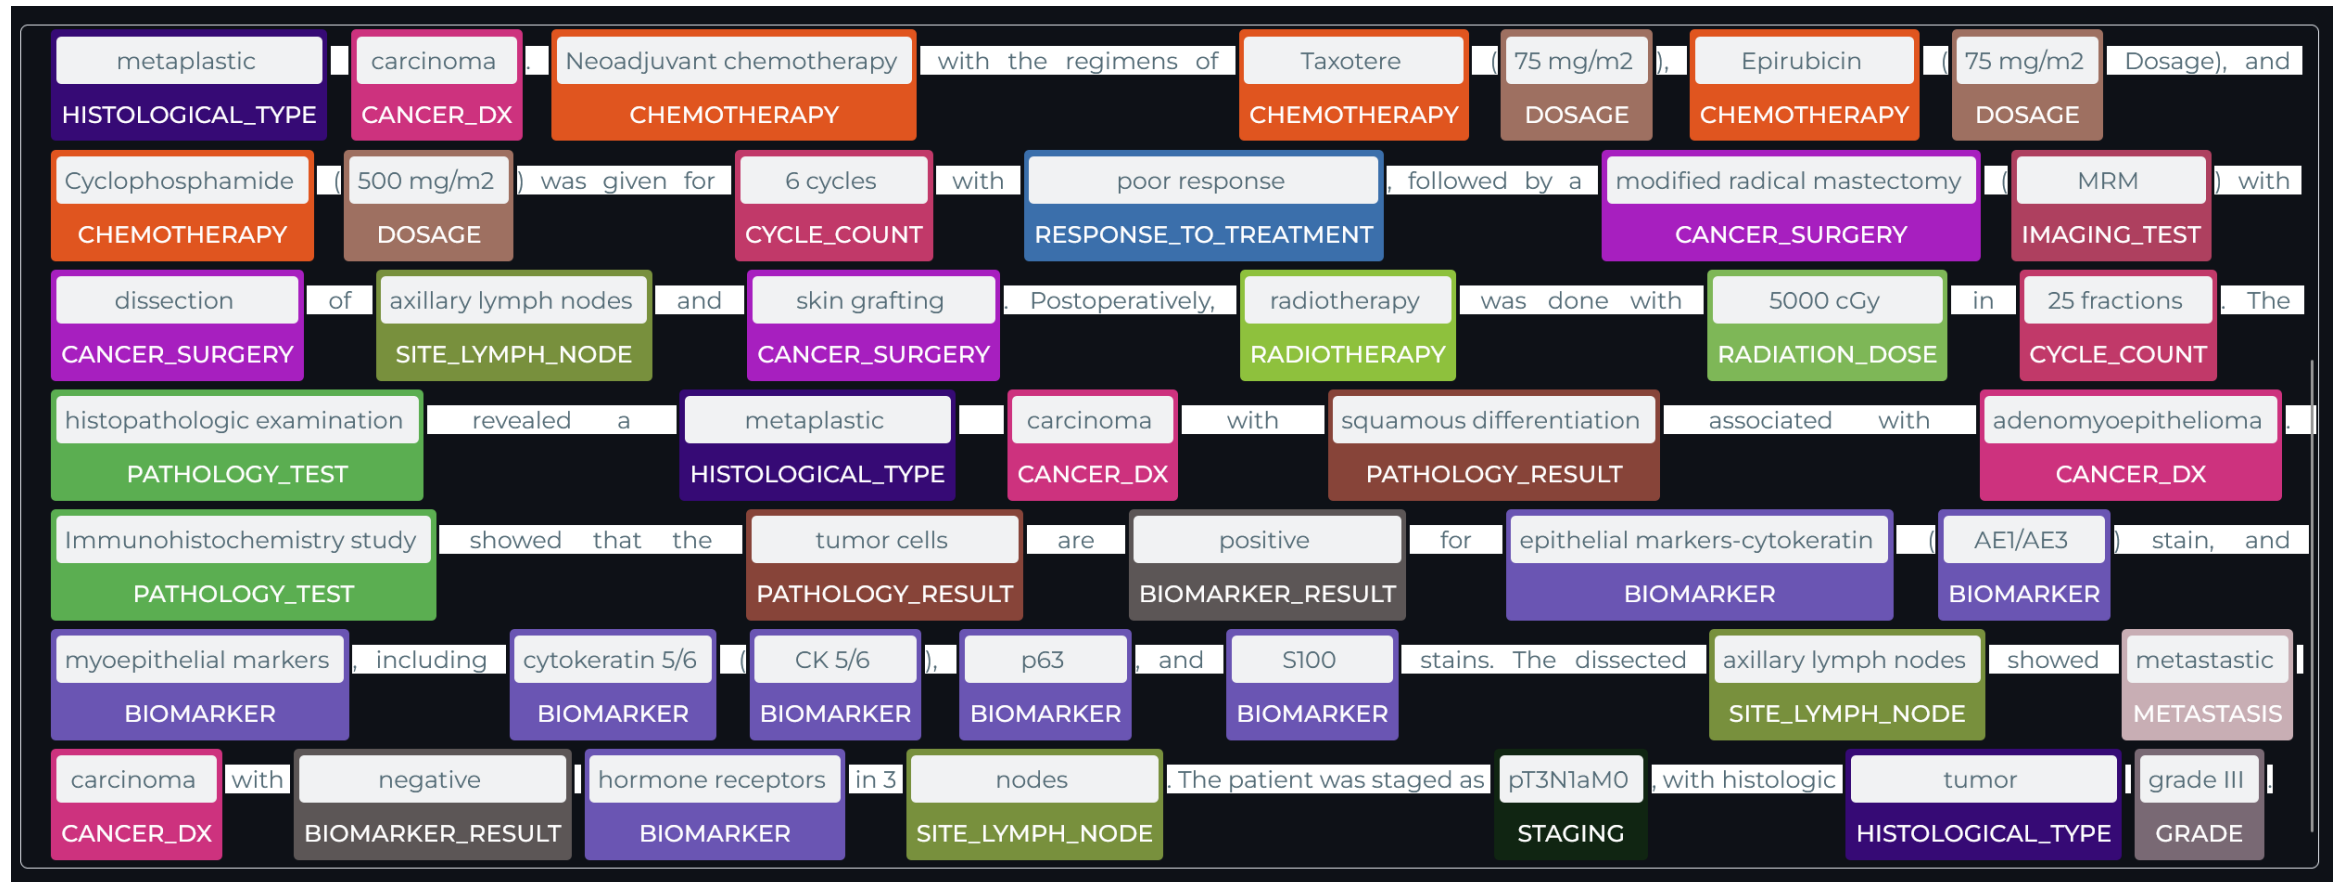 metaplastic carcinoma . Neoadjuvant chemotherapy with the regimens of Taxotere ( 75 mg/m2 ), Epirubicin ( 75 mg/m2 Dosage), and
HISTOLOGICAL_TYPE CANCER_DX CHEMOTHERAPY CHEMOTHERAPY DOSAGE CHEMOTHERAPY DOSAGE
Cyclophosphamide ( 500 mg/m2 ) was given for 6 cycles with poor response , followed by a modified radical mastectomy ( MRM ) with
CHEMOTHERAPY DOSAGE CYCLE_COUNT RESPONSE_TO_TREATMENT CANCER_SURGERY IMAGING_TEST
dissection of axillary lymph nodes and skin grafting . Postoperatively, radiotherapy was done with 5000 cGy in 25 fractions . The
CANCER_SURGERY SITE_LYMPH_NODE CANCER_SURGERY RADIOTHERAPY RADIATION_DOSE CYCLE_COUNT
histopathologic examination revealed a metaplastic carcinoma with squamous differentiation associated with adenomyoepithelioma .
PATHOLOGY_TEST HISTOLOGICAL_TYPE CANCER_DX PATHOLOGY_RESULT CANCER_DX
Immunohistochemistry study showed that the tumor cells are positive for epithelial markers-cytokeratin ( AE1/AE3 ) stain, and
PATHOLOGY_TEST PATHOLOGY_RESULT BIOMARKER_RESULT BIOMARKER BIOMARKER
myoepithelial markers , including cytokeratin 5/6 ( CK 5/6 ), p63 , and S100 stains. The dissected axillary lymph nodes showed metastastic
BIOMARKER BIOMARKER BIOMARKER BIOMARKER BIOMARKER SITE_LYMPH_NODE METASTASIS
carcinoma with negative hormone receptors in 3 nodes . The patient was staged as pT3N1aM0 , with histologic tumor grade III .
CANCER_DX BIOMARKER_RESULT BIOMARKER SITE_LYMPH_NODE STAGING HISTOLOGICAL_TYPE GRADE